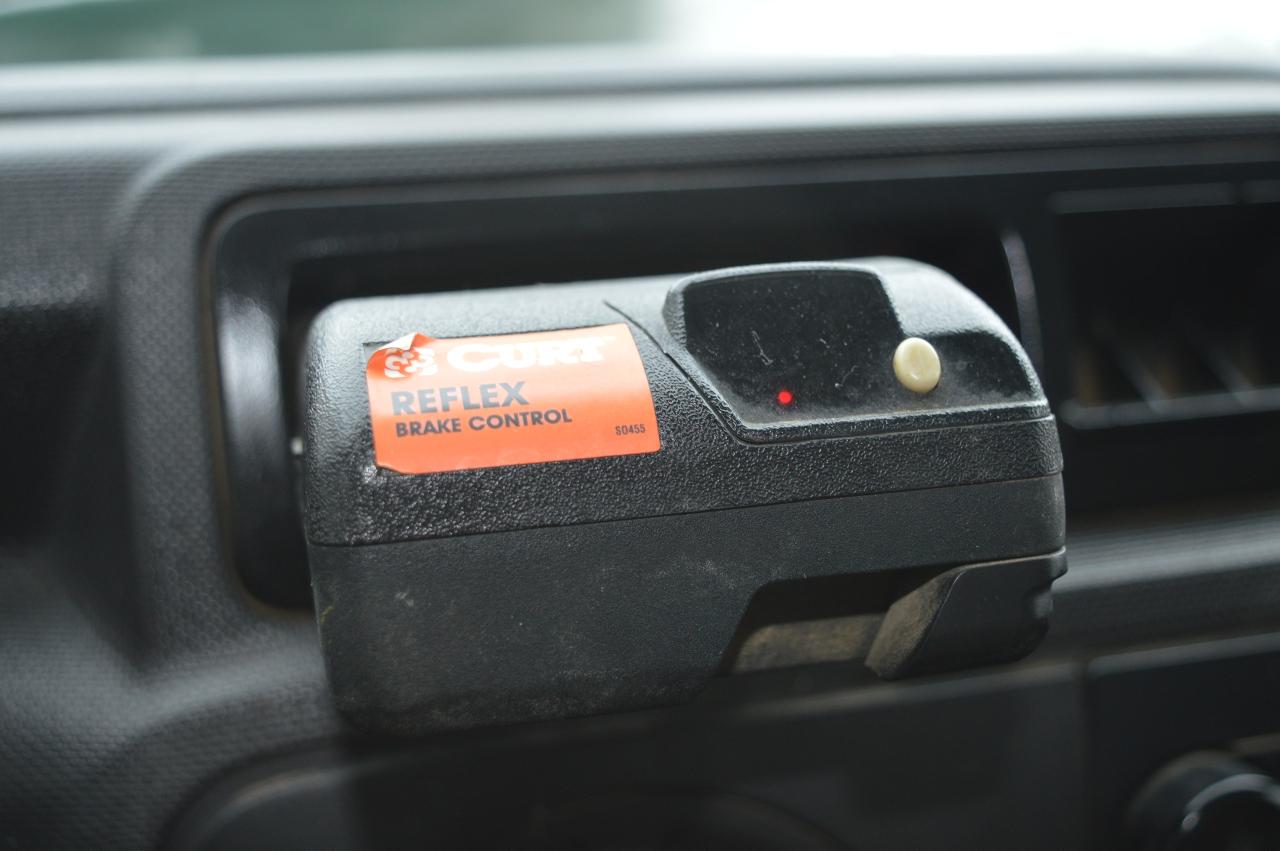 CURT
REFLEX
BRAKE CONTROL
S0455